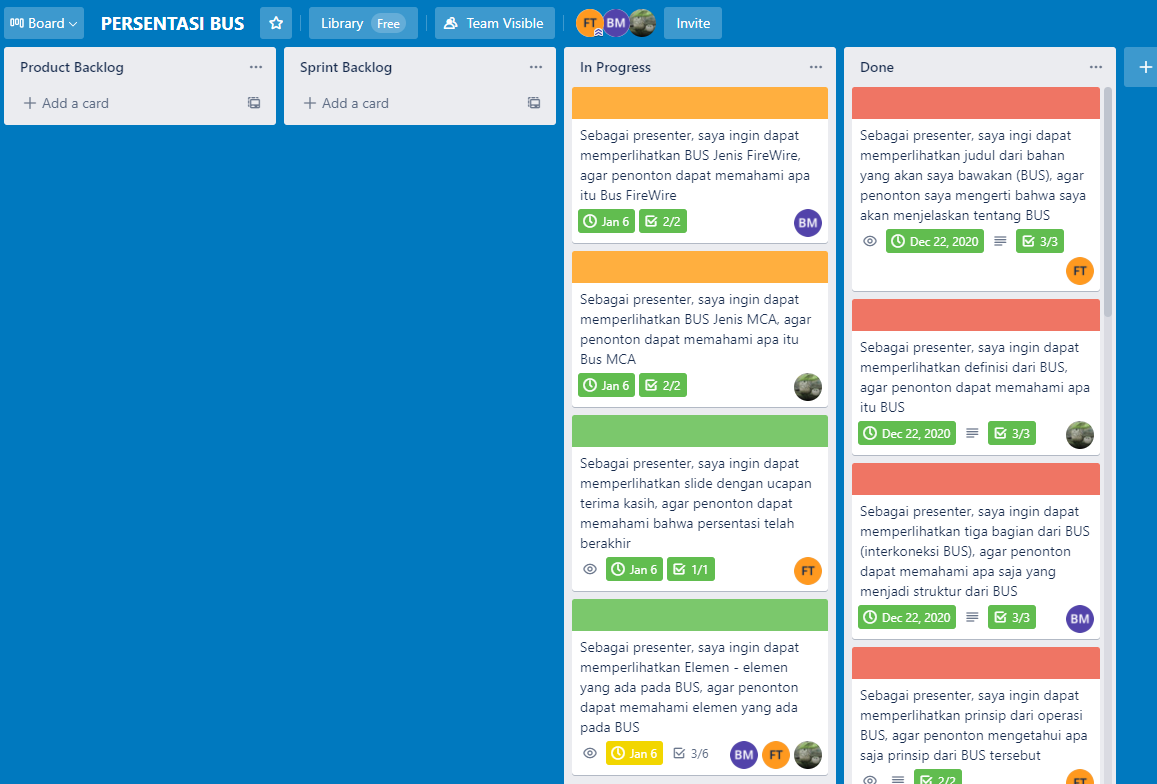 Board
PERSENTASI BUS
Library Free
Team Visible
FT BM
Invite
Product Backlog
Add a card
Sprint Backlog
Add a card
In Progress
Sebagai presenter, saya ingin dapat
memperlihatkan BUS Jenis FireWire,
agar penonton dapat memahami apa
itu Bus FireWire
Jan 6 2/2
BM
Sebagai presenter, saya ingin dapat
memperlihatkan BUS Jenis MCA, agar
penonton dapat memahami apa itu
Bus MCA
Jan 6 2/2
Sebagai presenter, saya ingin dapat
memperlihatkan slide dengan ucapan
terima kasih, agar penonton dapat
memahami bahwa persentasi telah
berakhir
Jan 6 1/1
FT
Sebagai presenter, saya ingin dapat
memperlihatkan Elemen - elemen
yang ada pada BUS, agar penonton
dapat memahami elemen yang ada
pada BUS
Jan 6 3/6
BM FT
Done
Sebagai presenter, saya ingi dapat
memperlihatkan judul dari bahan
yang akan saya bawakan (BUS), agar
penonton saya mengerti bahwa saya
akan menjelaskan tentang BUS
Dec 22, 2020 3/3
FT
Sebagai presenter, saya ingin dapat
memperlihatkan definisi dari BUS,
agar penonton dapat memahami apa
itu BUS
Dec 22, 2020 3/3
Sebagai presenter, saya ingin dapat
memperlihatkan tiga bagian dari BUS
(interkoneksi BUS), agar penonton
dapat memahami apa saja yang
menjadi struktur dari BUS
Dec 22, 2020 3/3
BM
Sebagai presenter, saya ingin dapat
memperlihatkan prinsip dari operasi
BUS, agar penonton mengetahui apa
saja prinsip dari BUS tersebut
2/2
FT